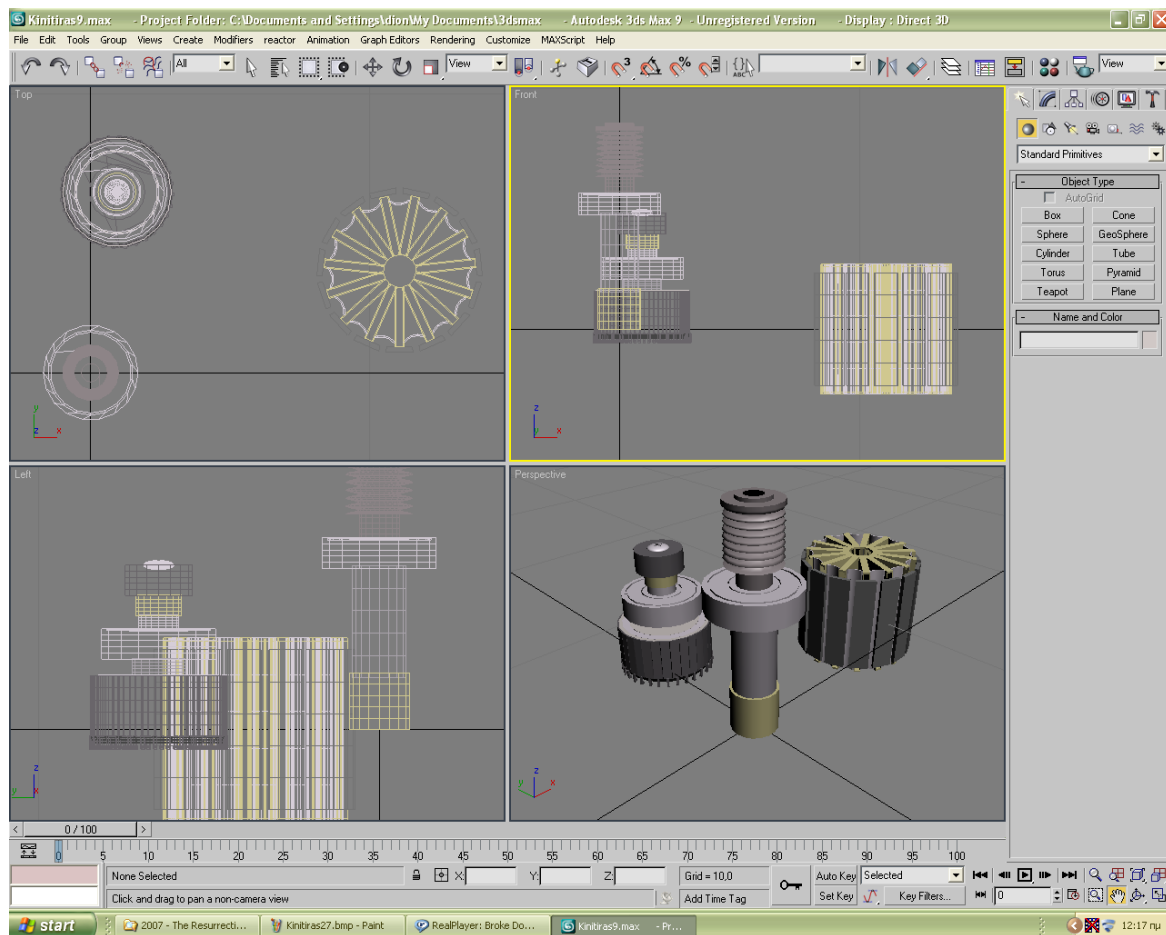 Kinitiras9.max - Project Folder: C:\Documents and Settings\dion\My Documents\3dsmax - Autodesk 3ds Max 9 - Unregistered Version - Display : Direct 3D
File Edit Tools Group Views Create Modifiers reactor Animation Graph Editors Rendering Customize MAXScript Help
All View 3 % ABC View
Top Front
Standard Primitives
- Object Type
AutoGrid
Box Cone
Sphere GeoSphere
Cylinder Tube
Torus Pyramid
Teapot Plane
- Name and Color
y z
z x y x
Left Perspective
z z
y x y x
< 0 / 100 >
0 5 10 15 20 25 30 35 40 45 50 55 60 65 70 75 80 85 90 95 100
None Selected X: Y: Z: Grid = 10,0 Auto Key Selected
Click and drag to pan a non-camera view Add Time Tag Set Key Key Filters... 0
start 2007 - The Resurrecti... Kinitiras27.bmp - Paint RealPlayer: Broke Do... Kinitiras9.max - Pr... 12:17 πμ